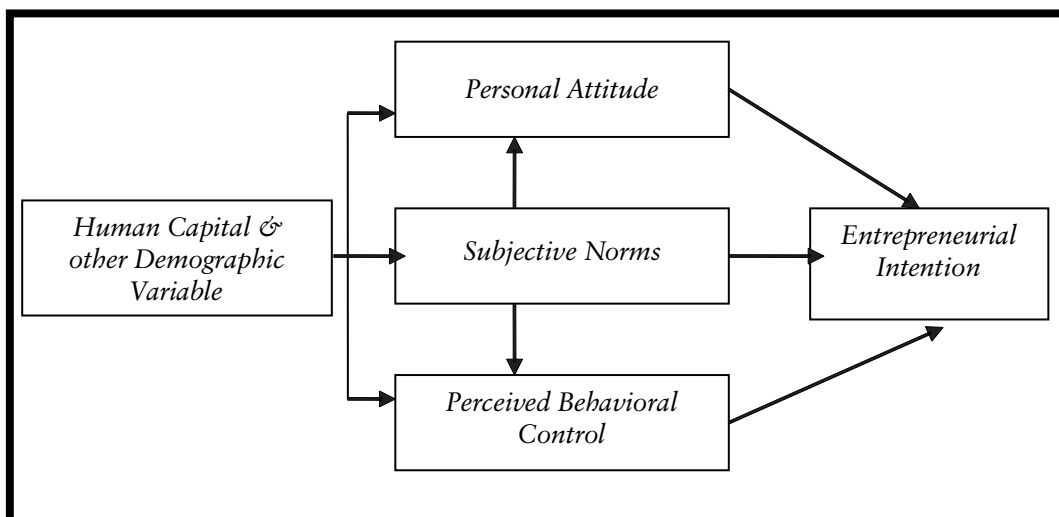 Personal Attitude
Human Capital &
other Demographic
Variable
Subjective Norms
Entrepreneurial
Intention
Perceived Behavioral
Control